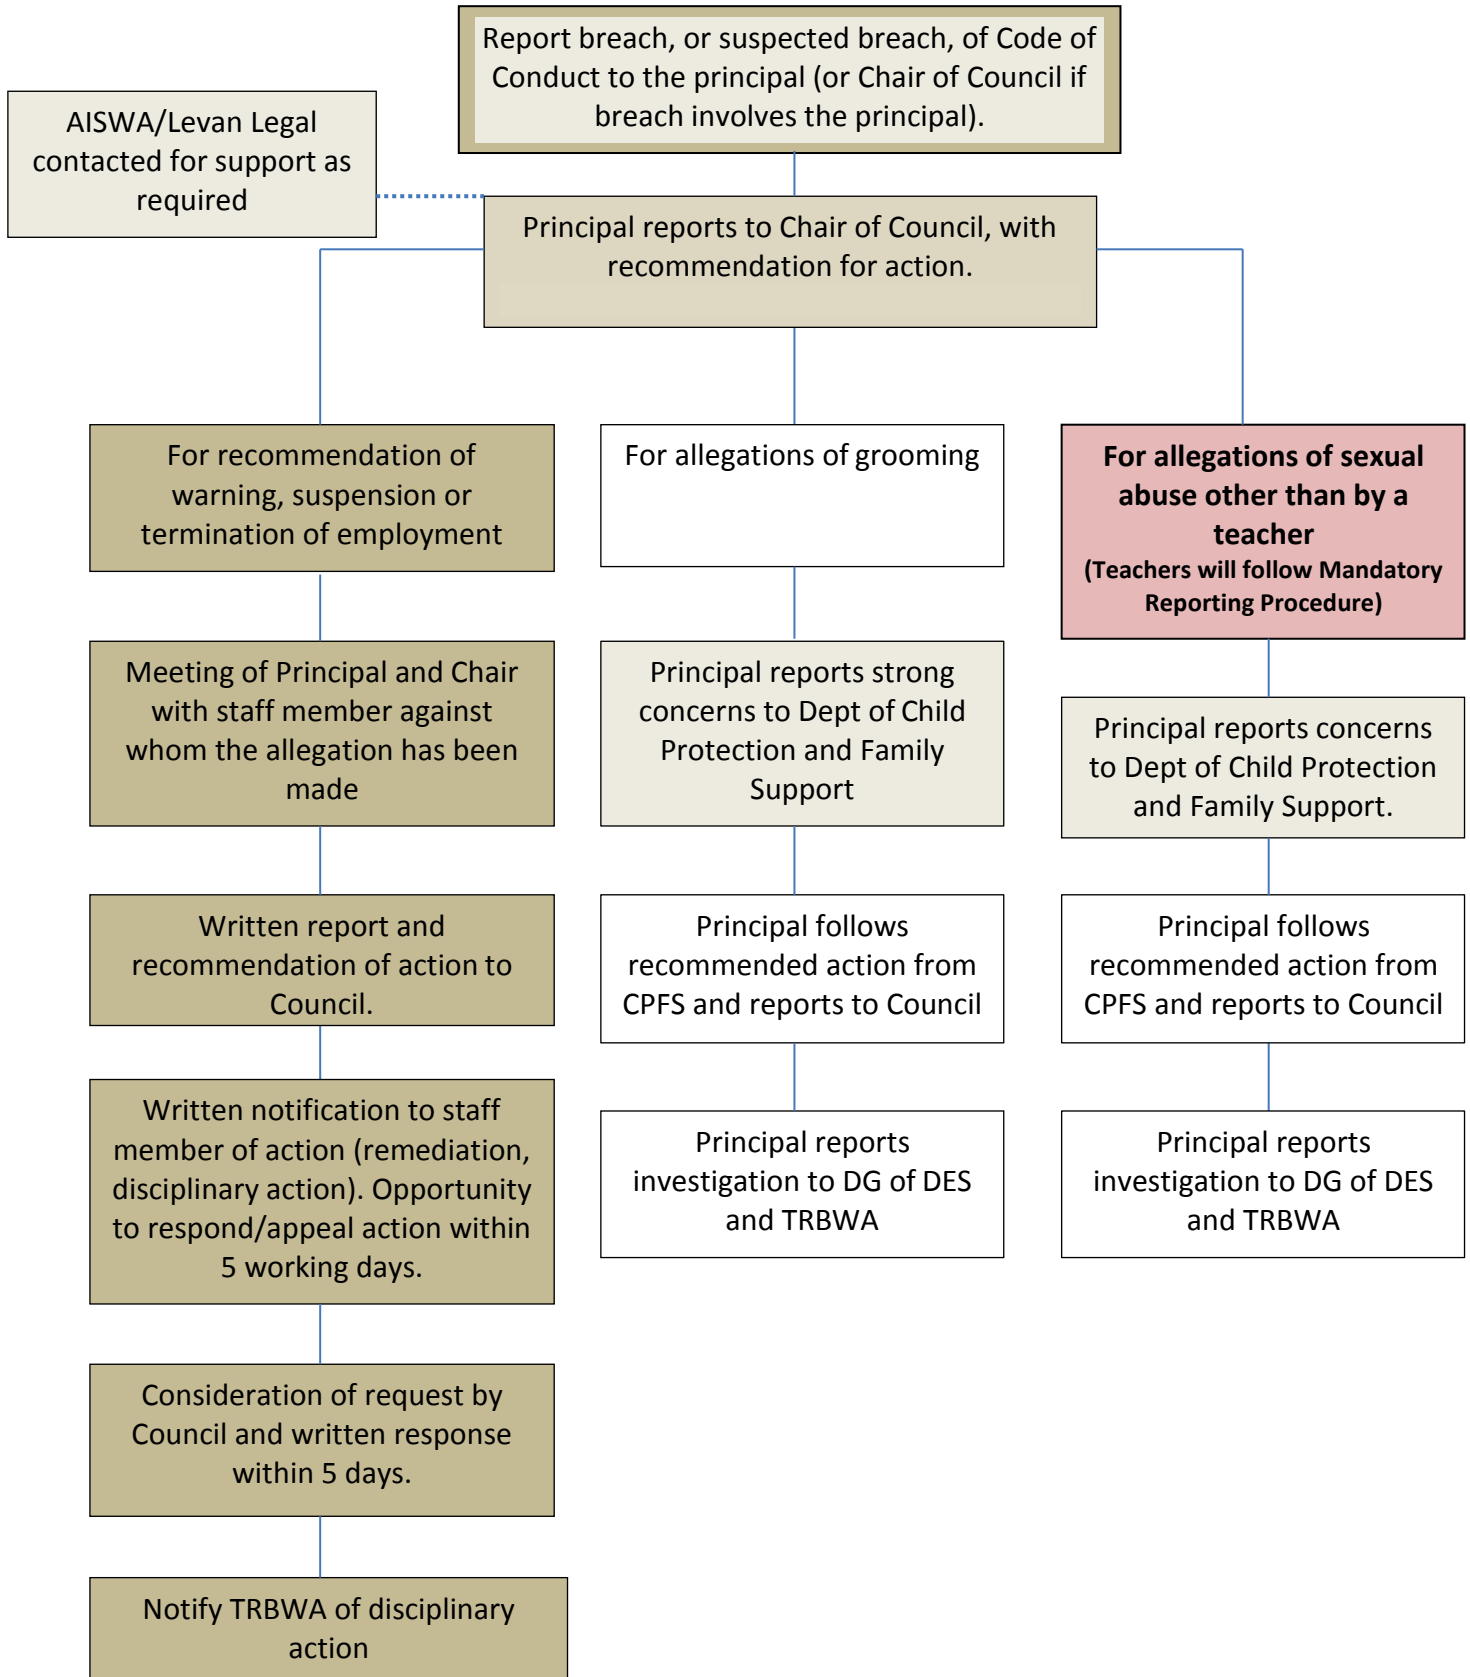 Report breach, or suspected breach, of Code of
Conduct to the principal (or Chair of Council if
breach involves the principal).
AISWA/Levan Legal
contacted for support as
required
Principal reports to Chair of Council, with
recommendation for action.
For recommendation of
warning, suspension or
termination of employment
Meeting of Principal and Chair
with staff member against
whom the allegation has been
made
Written report and
recommendation of action to
Council.
Written notification to staff
member of action (remediation,
disciplinary action). Opportunity
to respond/appeal action within
5 working days.
Consideration of request by
Council and written response
within 5 days.
Notify TRBWA of disciplinary
action
For allegations of grooming
Principal reports strong
concerns to Dept of Child
Protection and Family
Support
Principal follows
recommended action from
CPFS and reports to Council
Principal reports
investigation to DG of DES
and TRBWA
For allegations of sexual
abuse other than by a
teacher
(Teachers will follow Mandatory
Reporting Procedure)
Principal reports concerns
to Dept of Child Protection
and Family Support.
Principal follows
recommended action from
CPFS and reports to Council
Principal reports
investigation to DG of DES
and TRBWA